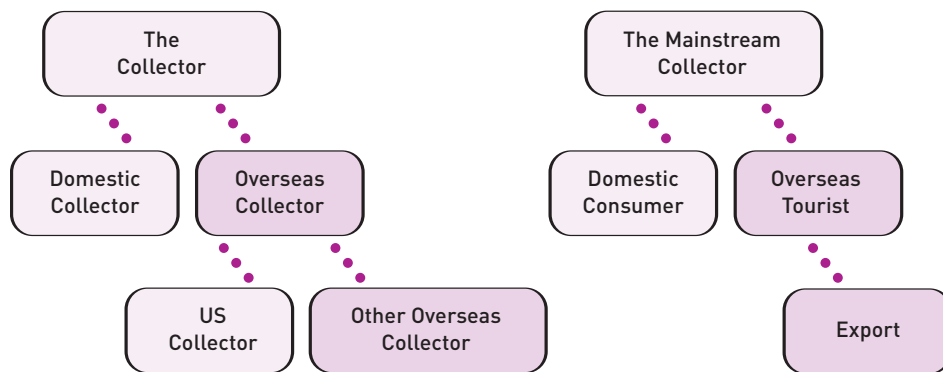 The
Collector
The Mainstream
Collector
Domestic
Collector
Overseas
Collector
Domestic
Consumer
Overseas
Tourist
US
Collector
Other Overseas
Collector
Export